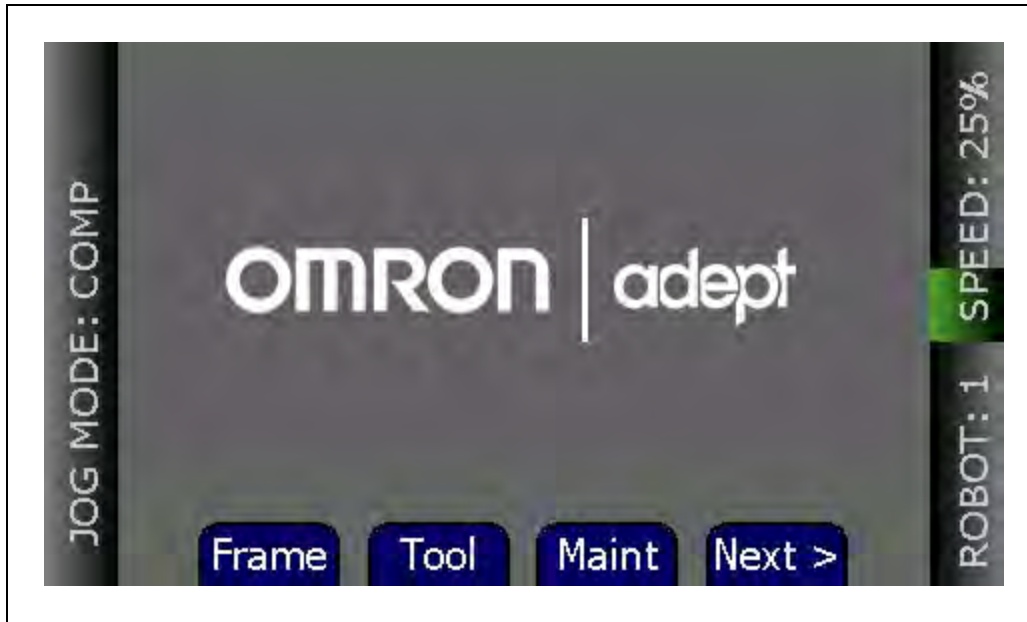 JOG MODE: COMP
OMRON | adept
SPEED: 25%
ROBOT: 1
Frame
Tool
Maint
Next >